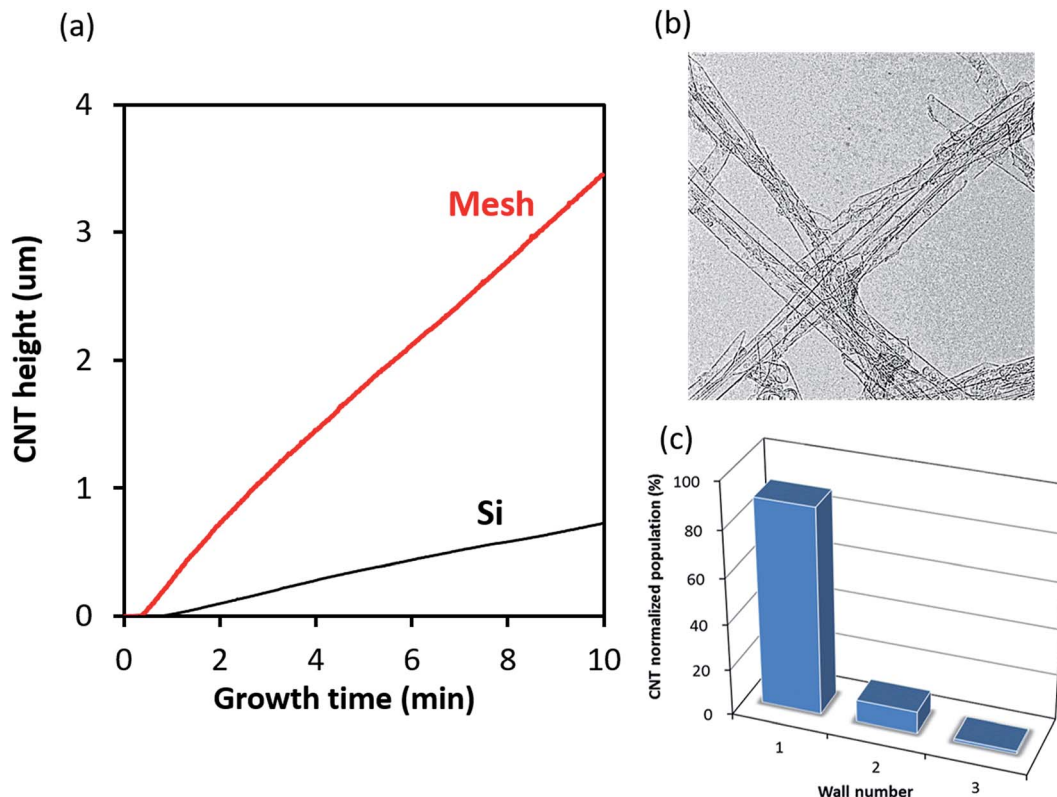 (a)
4
3
2
1
0
CNT height (um)
Mesh
Si
0 2 4 6 8 10
Growth time (min)
(b)
(c)
100
80
60
40
20
0
CNT normalized population (%)
1
2
3
Wall number